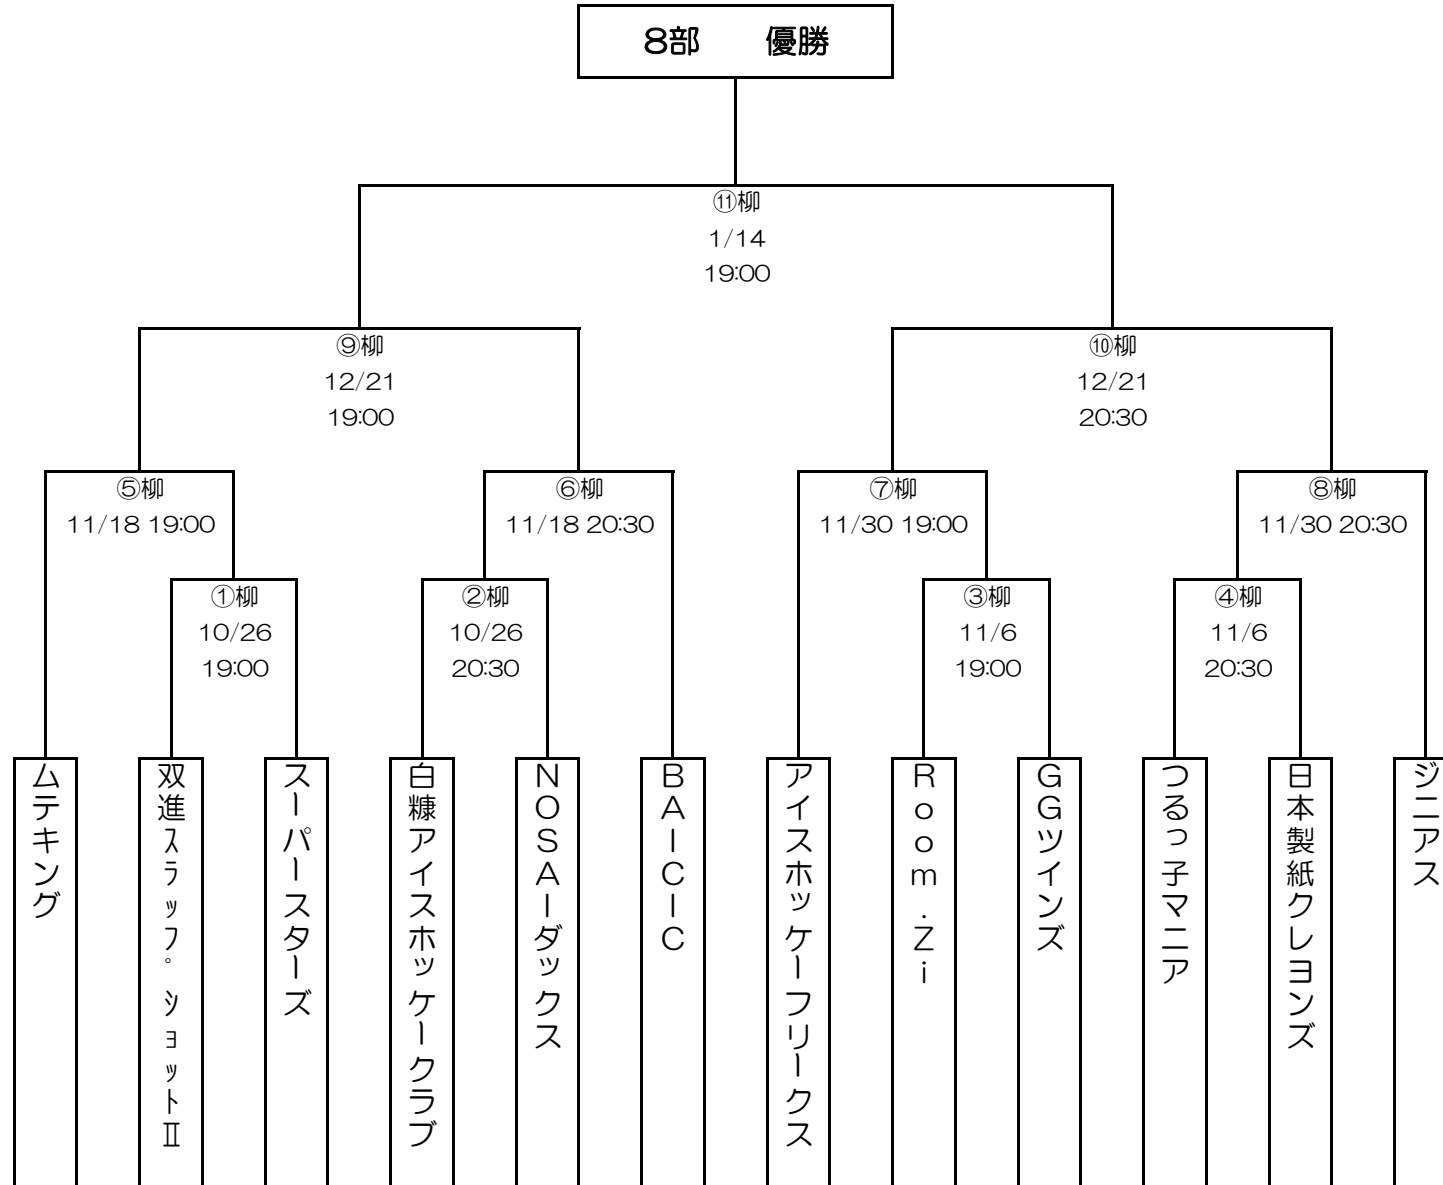 8部　優勝
⑪柳
1/14
19:00
⑨柳
12/21
19:00
⑩柳
12/21
20:30
⑤柳
11/18 19:00
⑥柳
11/18 20:30
⑦柳
11/30 19:00
⑧柳
11/30 20:30
①柳
10/26
19:00
②柳
10/26
20:30
③柳
11/6
19:00
④柳
11/6
20:30
ムテキング
双進ｽﾗｯﾌﾟｼｮｯﾄⅡ
スーパースターズ
白糠アイスホッケークラブ
NOSAIダックス
BAICIC
アイスホッケーフリークス
Room.Zi
GGツインズ
つるっ子マニア
日本製紙クレヨンズ
ジニアス